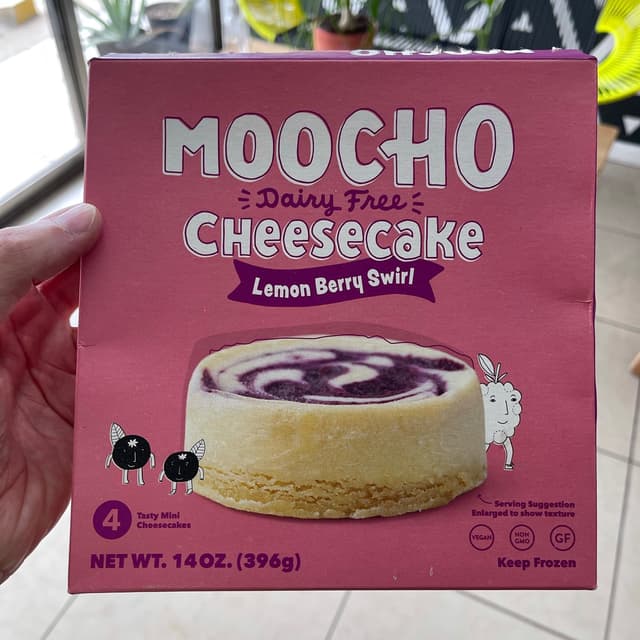 MOOCHO
Dairy Free
CHeeseCaKe
Lemon Berry Swirl
4
Tasty Mini
Cheesecakes
Serving Suggestion
Enlarged to show texture
VEGAN
NON
GMO
GF
NET WT. 14OZ. (396g)
Keep Frozen